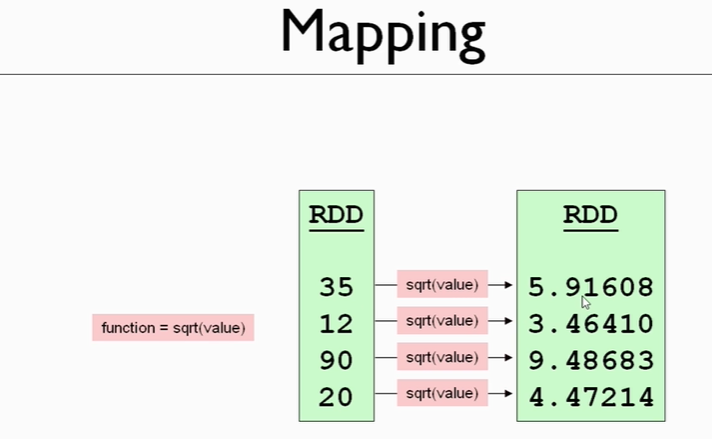 Mapping
RDD
RDD
35
sqrt(value)
5.91608
12
sqrt(value)
3.46410
function = sqrt(value)
90
sqrt(value)
9.48683
20
sqrt(value)
4.47214